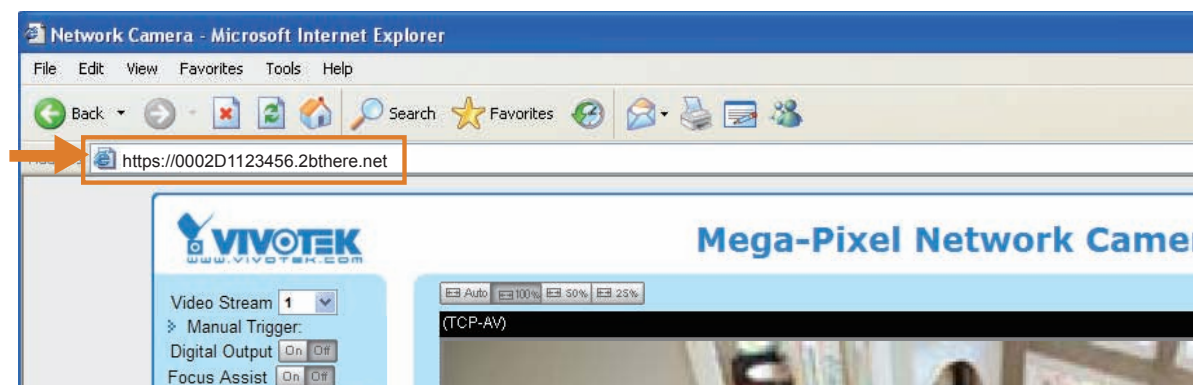 Network Camera - Microsoft Internet Explorer
File Edit View Favorites Tools Help
Back Search Favorites
https://0002D1123456.2bthere.net
VIVOTEK
www.vivotek.com
Mega-Pixel Network
Video Stream 1
Auto 100% 50% 25%
Manual Trigger:
(TCP-AV)
Digital Output On Off
Focus Assist On Off